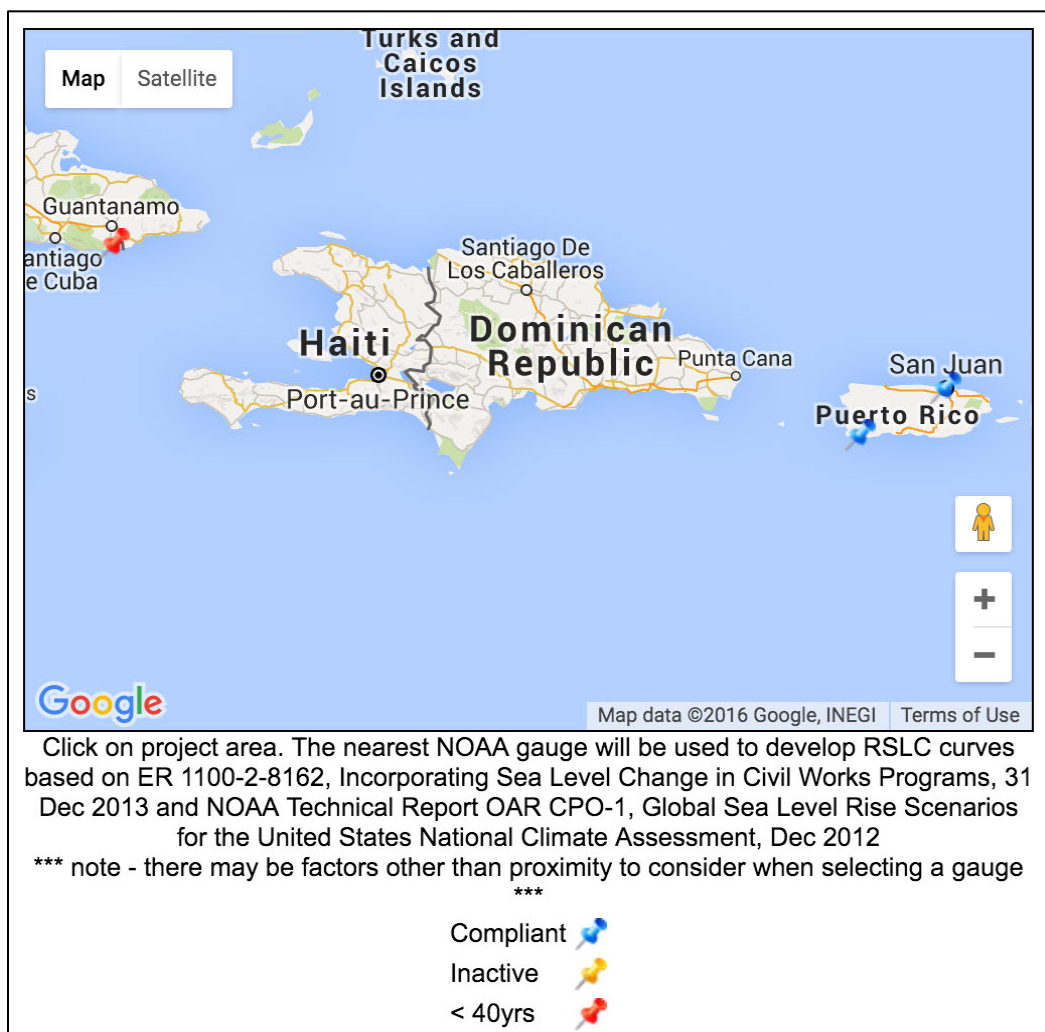 Turks and
Caicos
Islands
Map Satellite
Guantanamo
antiago
e Cuba
Santiago De
Los Caballeros
Haiti
Dominican
Republic
Punta Cana
Port-au-Prince
s
San Juan
Puerto Rico
+
−
Google
Map data ©2016 Google, INEGI Terms of Use
Click on project area. The nearest NOAA gauge will be used to develop RSLC curves
based on ER 1100-2-8162, Incorporating Sea Level Change in Civil Works Programs, 31
Dec 2013 and NOAA Technical Report OAR CPO-1, Global Sea Level Rise Scenarios
for the United States National Climate Assessment, Dec 2012
*** note - there may be factors other than proximity to consider when selecting a gauge
***
Compliant
Inactive
< 40yrs